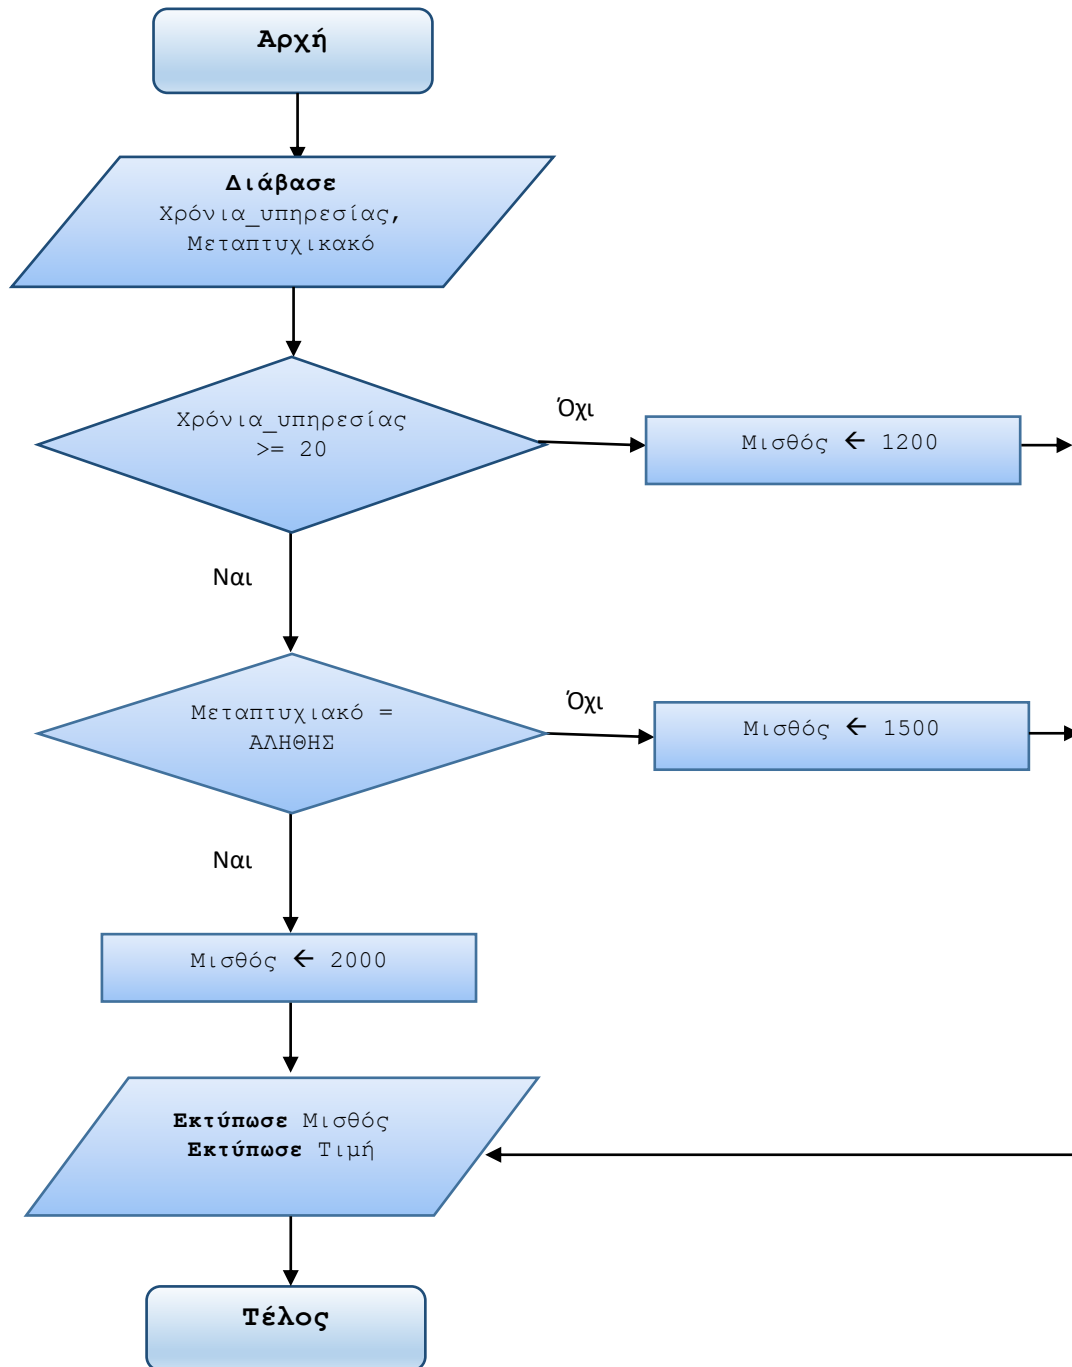 Αρχή
Διάβασε
Χρόνια_υπηρεσίας,
Μεταπτυχικακό
Χρόνια_υπηρεσίας
>= 20
Όχι
Μισθός ← 1200
Ναι
Μεταπτυχιακό =
ΑΛΗΘΗΣ
Όχι
Μισθός ← 1500
Ναι
Μισθός ← 2000
Εκτύπωσε Μισθός
Εκτύπωσε Τιμή
Τέλος